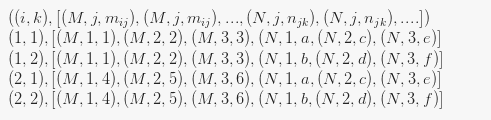 ((i, k), [(M, j, m_{ij}), (M, j, m_{ij}), ..., (N, j, n_{jk}), (N, j, n_{jk}), ....])
(1, 1), [(M, 1, 1), (M, 2, 2), (M, 3, 3), (N, 1, a, (N, 2, c), (N, 3, e)]
(1, 2), [(M, 1, 1), (M, 2, 2), (M, 3, 3), (N, 1, b, (N, 2, d), (N, 3, f)]
(2, 1), [(M, 1, 4), (M, 2, 5), (M, 3, 6), (N, 1, a, (N, 2, c), (N, 3, e)]
(2, 2), [(M, 1, 4), (M, 2, 5), (M, 3, 6), (N, 1, b, (N, 2, d), (N, 3, f)]